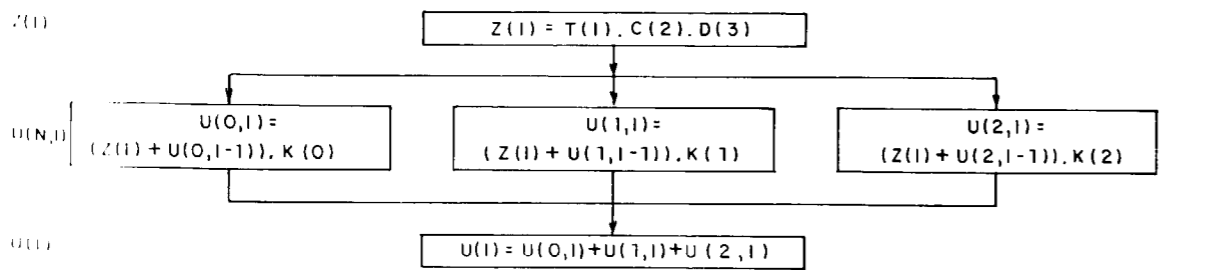 Z(I)
Z(I) = T(I). C(2). D(3)
U(N,I)
U(0,I)=
(Z(I) + U(0,I-1)). K(0)
U(1,I)=
(Z(I) + U(1,I-1)). K(1)
U(2,I)=
(Z(I) + U(2,I-1)). K(2)
U(I)
U(I) = U(0,I)+U(1,I)+U(2,I)